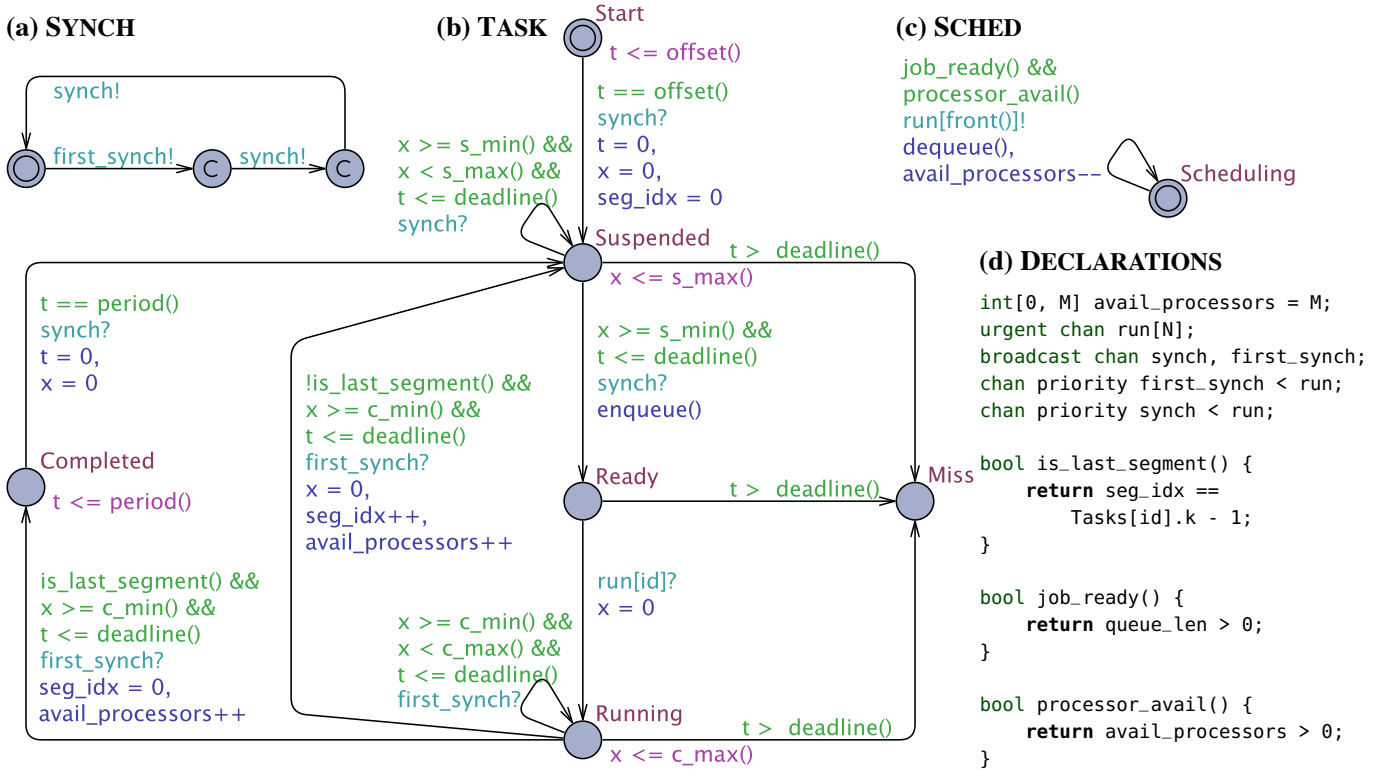 (a) SYNCH
synch!
first_synch!
synch!
C
C
(b) TASK
Start
t <= offset()
t == offset()
synch?
t = 0,
x = 0,
seg_idx = 0
x >= s_min() &&
x < s_max() &&
t <= deadline()
synch?
Suspended
x <= s_max()
t > deadline()
t == period()
synch?
t = 0,
x = 0
!is_last_segment() &&
x >= c_min() &&
t <= deadline()
first_synch?
x = 0,
seg_idx++,
avail_processors++
x >= s_min() &&
t <= deadline()
synch?
enqueue()
Completed
t <= period()
Ready
t > deadline()
Miss
is_last_segment() &&
x >= c_min() &&
t <= deadline()
first_synch?
seg_idx = 0,
avail_processors++
run[id]?
x = 0
x >= c_min() &&
x < c_max() &&
t <= deadline()
first_synch?
Running
x <= c_max()
t > deadline()
(c) SCHED
job_ready() &&
processor_avail()
run[front()]!
dequeue(),
avail_processors--
Scheduling
(d) DECLARATIONS
int[0, M] avail_processors = M;
urgent chan run[N];
broadcast chan synch, first_synch;
chan priority first_synch < run;
chan priority synch < run;
bool is_last_segment() {
return seg_idx ==
Tasks[id].k - 1;
}
bool job_ready() {
return queue_len > 0;
}
bool processor_avail() {
return avail_processors > 0;
}